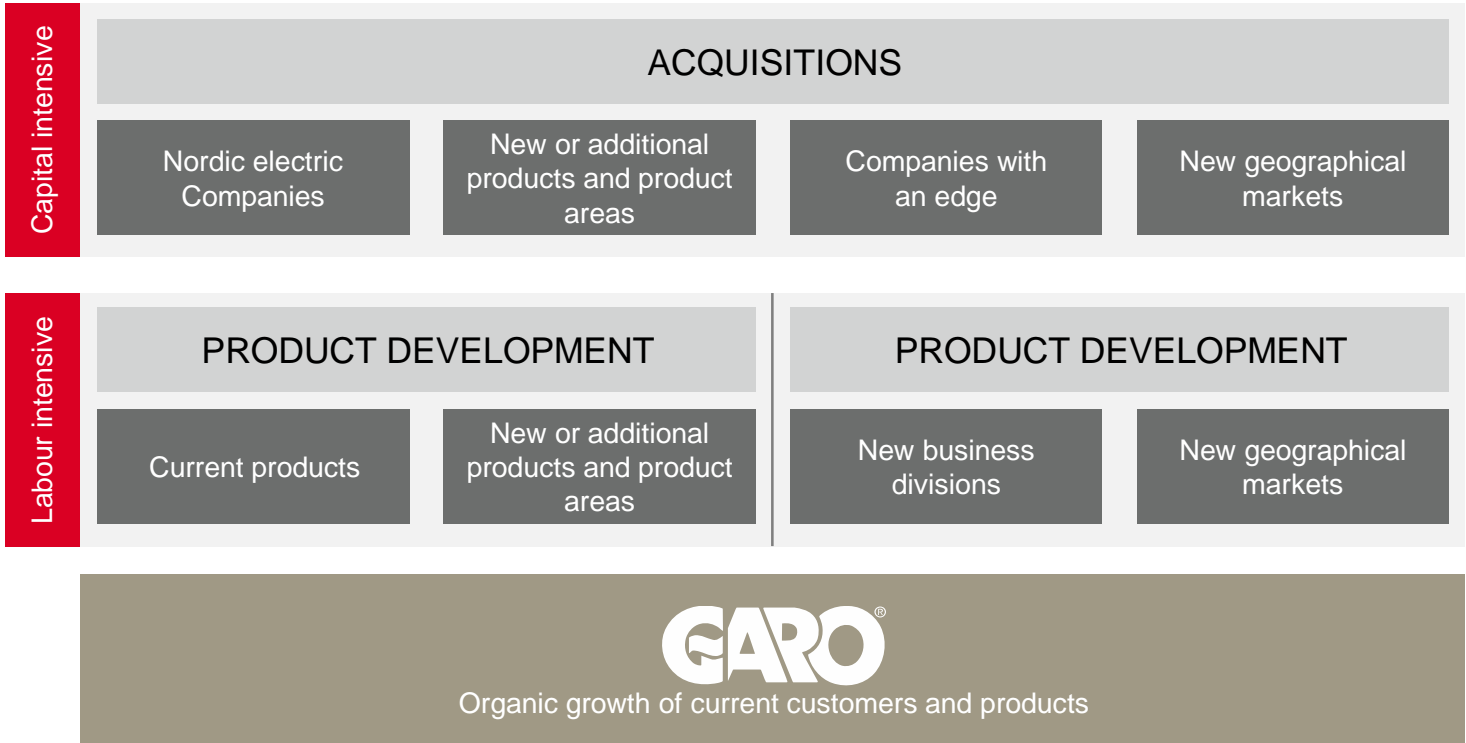 Capital intensive
ACQUISITIONS
Nordic electric
Companies
New or additional
products and product
areas
Companies with
an edge
New geographical
markets
Labour intensive
PRODUCT DEVELOPMENT
Current products
New or additional
products and product
areas
PRODUCT DEVELOPMENT
New business
divisions
New geographical
markets
GARO®
Organic growth of current customers and products